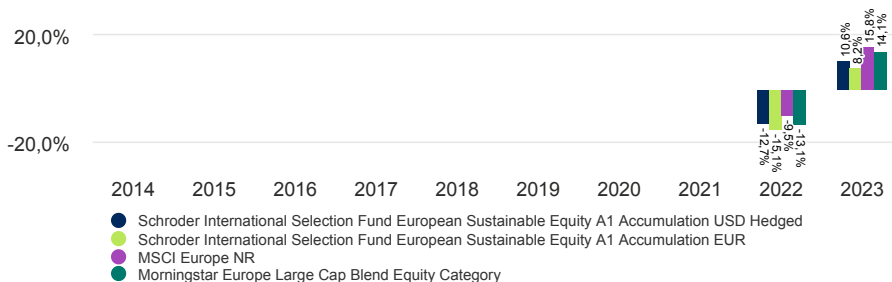 20,0%
10,6%
8,2%
15,8%
14,1%
-20,0%
-12,7%
-15,1%
-9,5%
-13,1%
2014 2015 2016 2017 2018 2019 2020 2021 2022 2023
Schroder International Selection Fund European Sustainable Equity A1 Accumulation USD Hedged
Schroder International Selection Fund European Sustainable Equity A1 Accumulation EUR
MSCI Europe NR
Morningstar Europe Large Cap Blend Equity Category